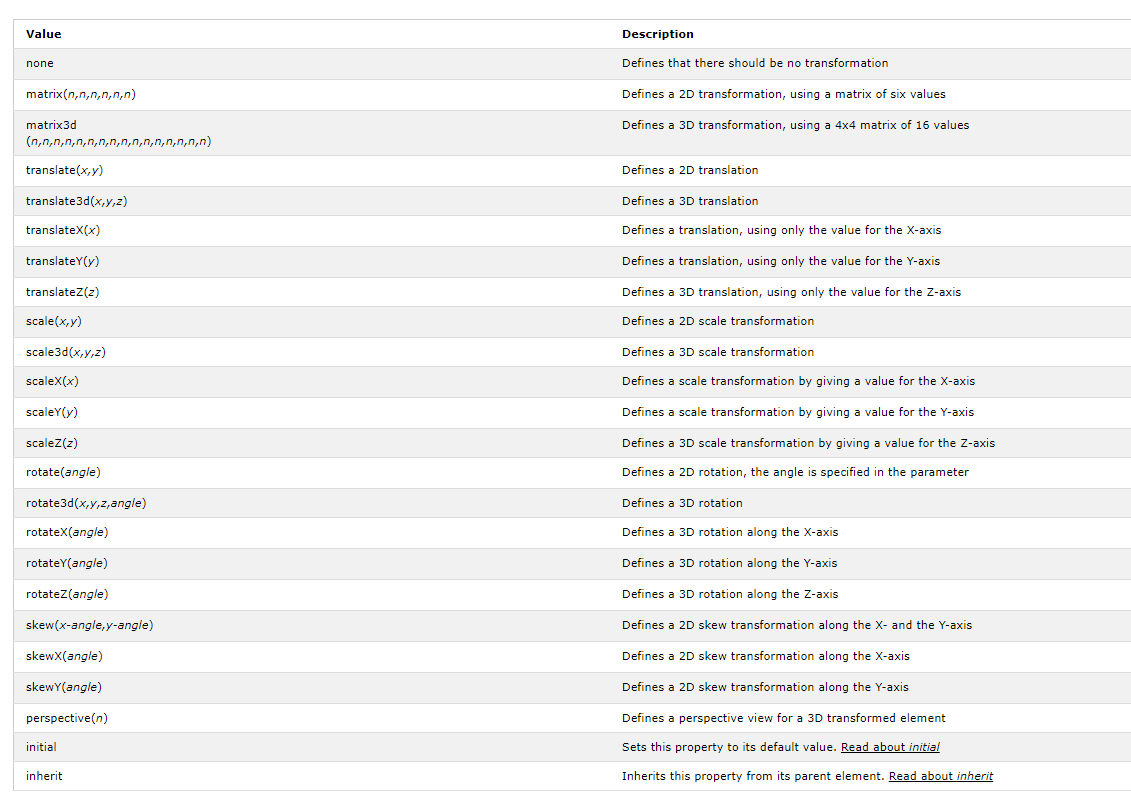 Value Description
none Defines that there should be no transformation
matrix(n,n,n,n,n,n) Defines a 2D transformation, using a matrix of six values
matrix3d Defines a 3D transformation, using a 4x4 matrix of 16 values
(n,n,n,n,n,n,n,n,n,n,n,n,n,n,n,n)
translate(x,y) Defines a 2D translation
translate3d(x,y,z) Defines a 3D translation
translateX(x) Defines a translation, using only the value for the X-axis
translateY(y) Defines a translation, using only the value for the Y-axis
translateZ(z) Defines a 3D translation, using only the value for the Z-axis
scale(x,y) Defines a 2D scale transformation
scale3d(x,y,z) Defines a 3D scale transformation
scaleX(x) Defines a scale transformation by giving a value for the X-axis
scaleY(y) Defines a scale transformation by giving a value for the Y-axis
scaleZ(z) Defines a 3D scale transformation by giving a value for the Z-axis
rotate(angle) Defines a 2D rotation, the angle is specified in the parameter
rotate3d(x,y,z,angle) Defines a 3D rotation
rotateX(angle) Defines a 3D rotation along the X-axis
rotateY(angle) Defines a 3D rotation along the Y-axis
rotateZ(angle) Defines a 3D rotation along the Z-axis
skew(x-angle,y-angle) Defines a 2D skew transformation along the X- and the Y-axis
skewX(angle) Defines a 2D skew transformation along the X-axis
skewY(angle) Defines a 2D skew transformation along the Y-axis
perspective(n) Defines a perspective view for a 3D transformed element
initial Sets this property to its default value. Read about initial
inherit Inherits this property from its parent element. Read about inherit